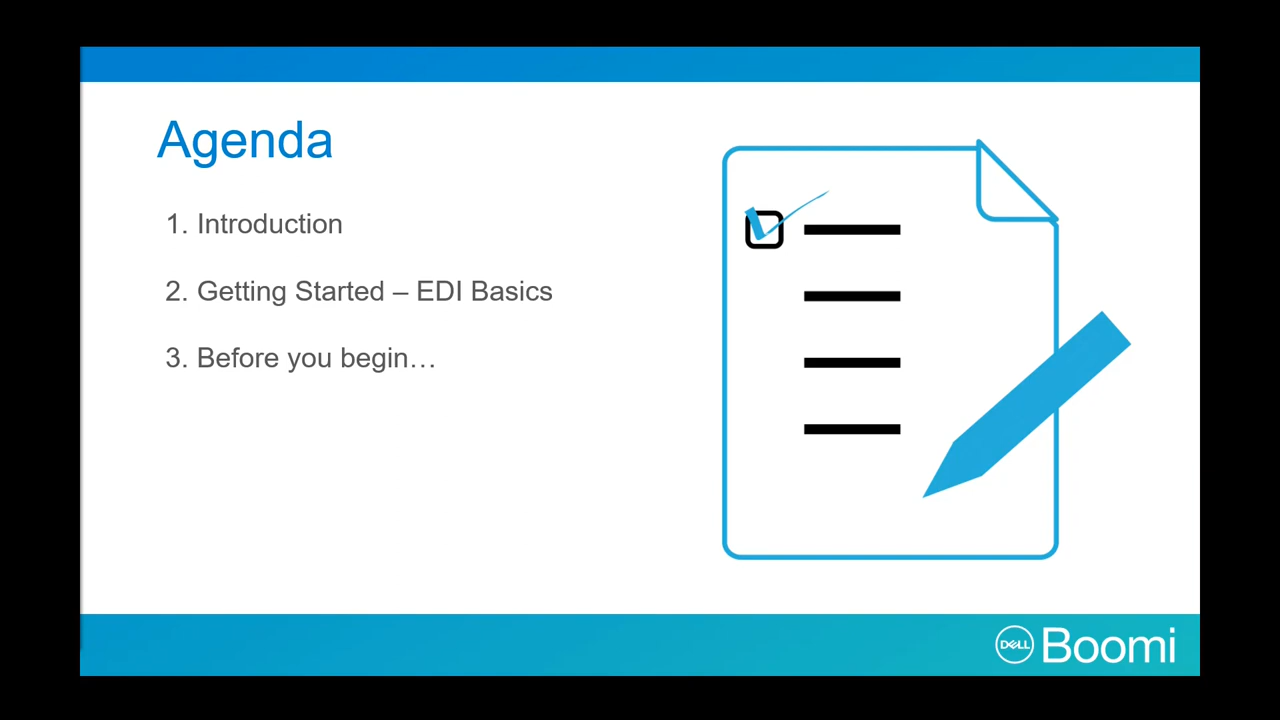 Agenda
1. Introduction
2. Getting Started – EDI Basics
3. Before you begin…
DELL Boomi